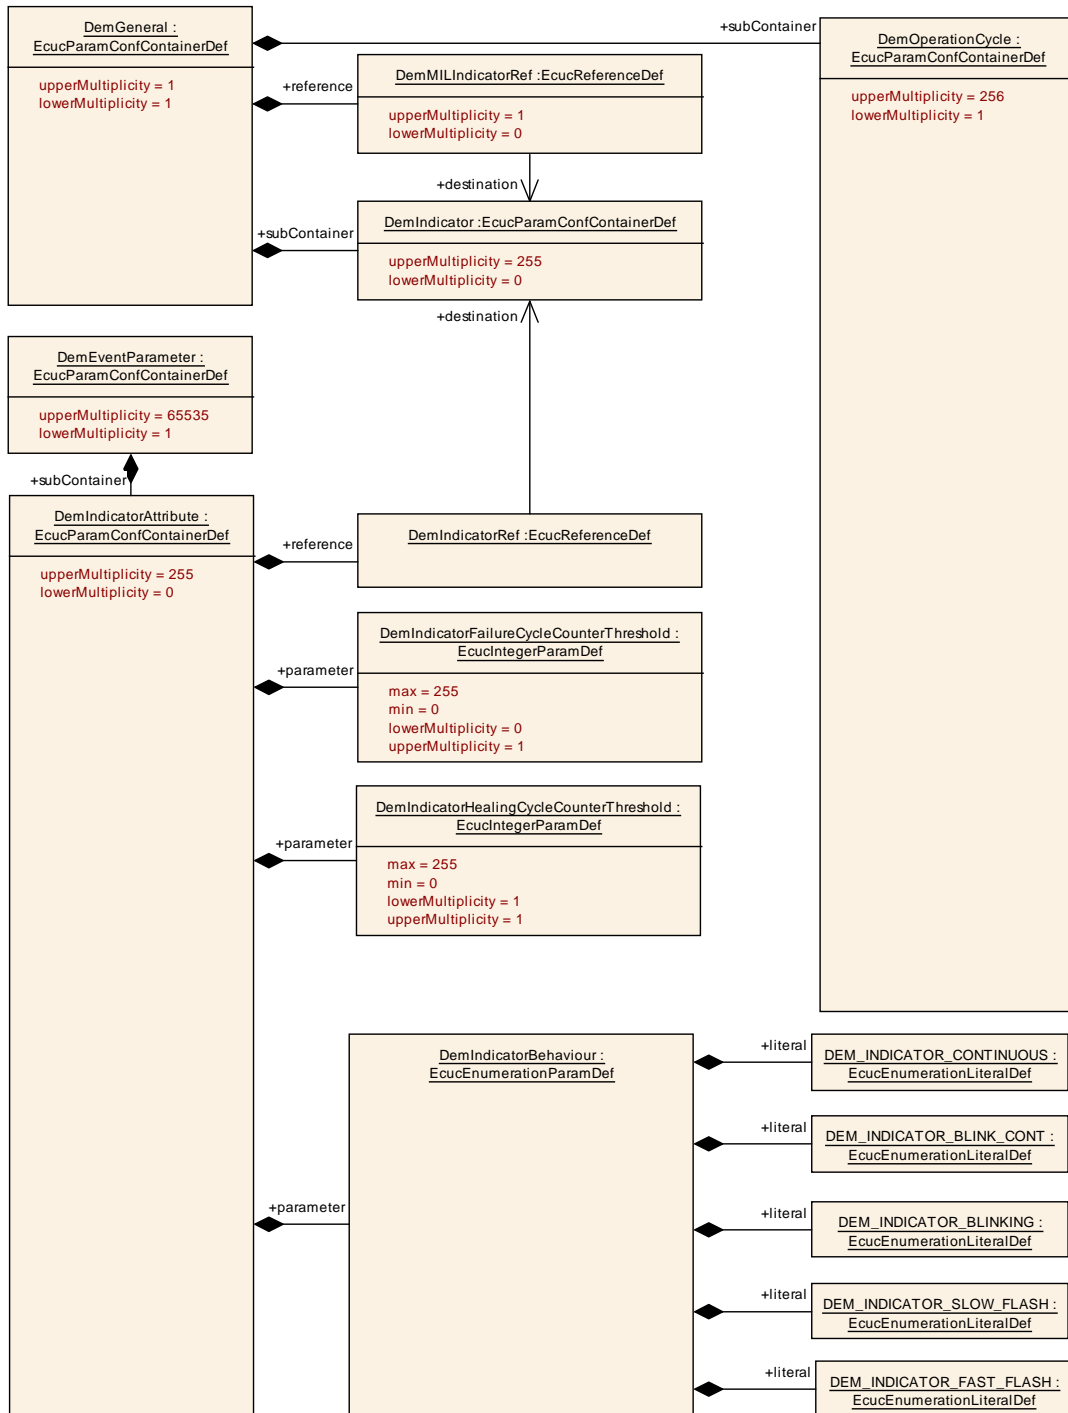 DemGeneral :
EcucParamConfContainerDef
upperMultiplicity = 1
lowerMultiplicity = 1
+subContainer
DemOperationCycle :
EcucParamConfContainerDef
upperMultiplicity = 256
lowerMultiplicity = 1
+reference
DemMILIndicatorRef :EcucReferenceDef
upperMultiplicity = 1
lowerMultiplicity = 0
+destination
+subContainer
DemIndicator :EcucParamConfContainerDef
upperMultiplicity = 255
lowerMultiplicity = 0
+destination
DemEventParameter :
EcucParamConfContainerDef
upperMultiplicity = 65535
lowerMultiplicity = 1
+subContainer
DemIndicatorAttribute :
EcucParamConfContainerDef
upperMultiplicity = 255
lowerMultiplicity = 0
+reference
DemIndicatorRef :EcucReferenceDef
+parameter
DemIndicatorFailureCycleCounterThreshold :
EcucIntegerParamDef
max = 255
min = 0
lowerMultiplicity = 0
upperMultiplicity = 1
+parameter
DemIndicatorHealingCycleCounterThreshold :
EcucIntegerParamDef
max = 255
min = 0
lowerMultiplicity = 1
upperMultiplicity = 1
+parameter
DemIndicatorBehaviour :
EcucEnumerationParamDef
+literal
DEM_INDICATOR_CONTINUOUS :
EcucEnumerationLiteralDef
+literal
DEM_INDICATOR_BLINK_CONT :
EcucEnumerationLiteralDef
+literal
DEM_INDICATOR_BLINKING :
EcucEnumerationLiteralDef
+literal
DEM_INDICATOR_SLOW_FLASH :
EcucEnumerationLiteralDef
+literal
DEM_INDICATOR_FAST_FLASH :
EcucEnumerationLiteralDef